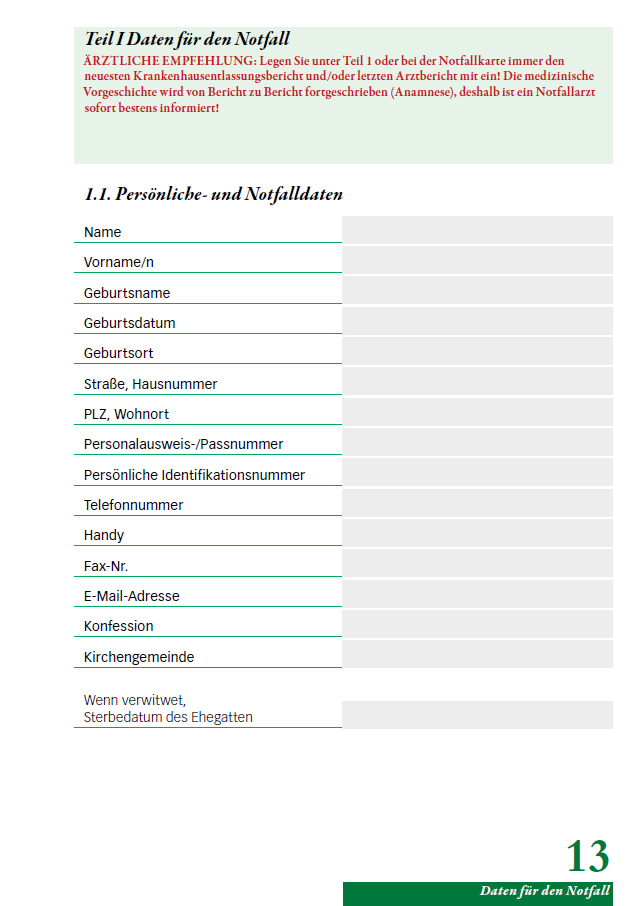 Teil I Daten für den Notfall
ÄRZTLICHE EMPFEHLUNG: Legen Sie unter Teil 1 oder bei der Notfallkarte immer den
neuesten Krankenhausentlassungsbericht und/oder letzten Arztbericht mit ein! Die medizinische
Vorgeschichte wird von Bericht zu Bericht fortgeschrieben (Anamnese), deshalb ist ein Notfallarzt
sofort bestens informiert!
1.1. Persönliche- und Notfalldaten
Name
Vorname/n
Geburtsname
Geburtsdatum
Geburtsort
Straße, Hausnummer
PLZ, Wohnort
Personalausweis-/Passnummer
Persönliche Identifikationsnummer
Telefonnummer
Handy
Fax-Nr.
E-Mail-Adresse
Konfession
Kirchengemeinde
Wenn verwitwet,
Sterbedatum des Ehegatten
13
Daten für den Notfall